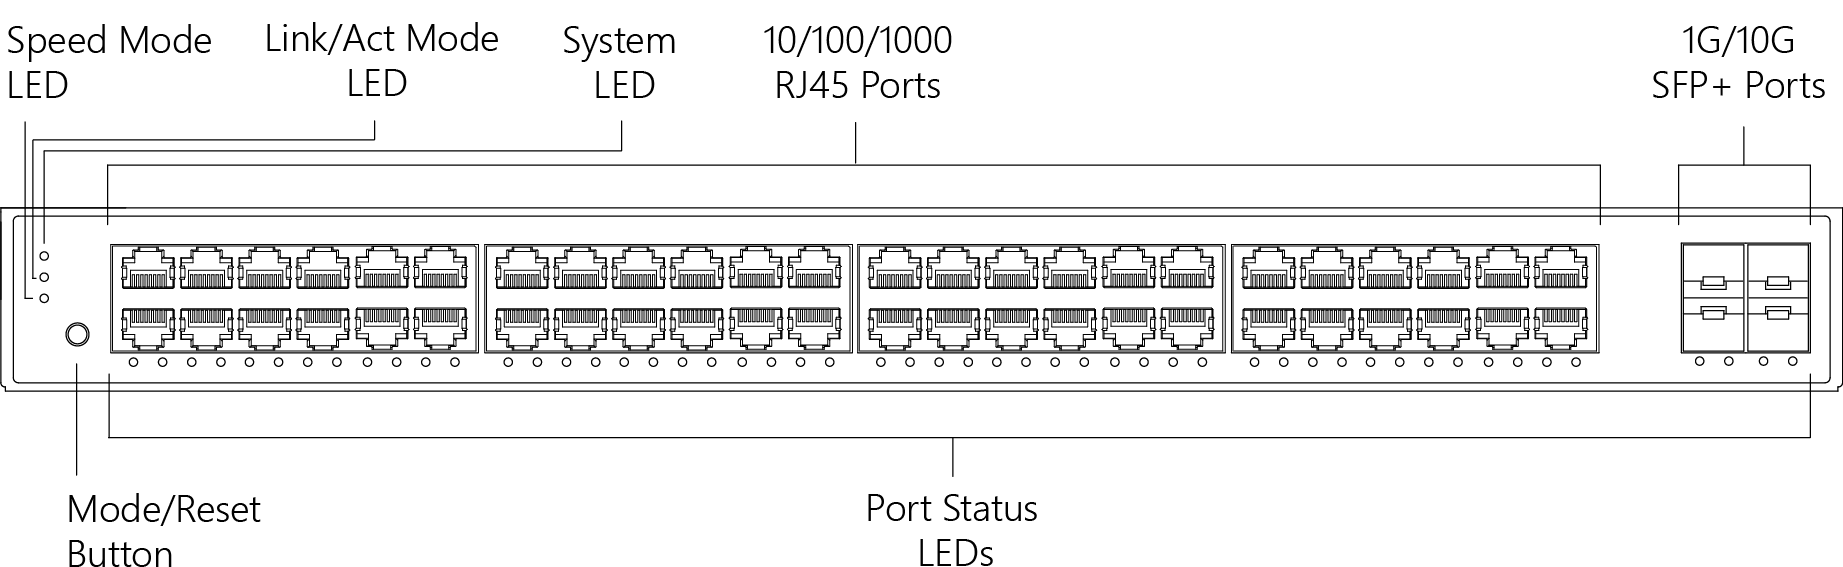 Speed Mode
LED
Link/Act Mode
LED
System
LED
10/100/1000
RJ45 Ports
1G/10G
SFP+ Ports
Mode/Reset
Button
Port Status
LEDs